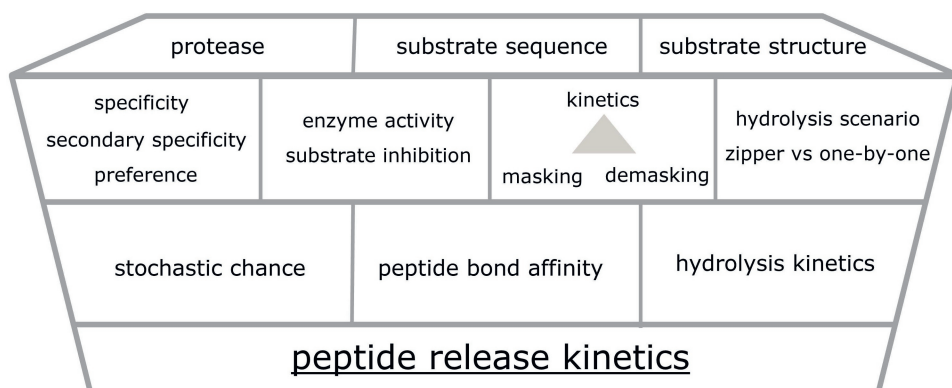 protease
substrate sequence
substrate structure
specificity
secondary specificity
preference
enzyme activity
substrate inhibition
kinetics
masking
demasking
hydrolysis scenario
zipper vs one-by-one
stochastic chance
peptide bond affinity
hydrolysis kinetics
peptide release kinetics